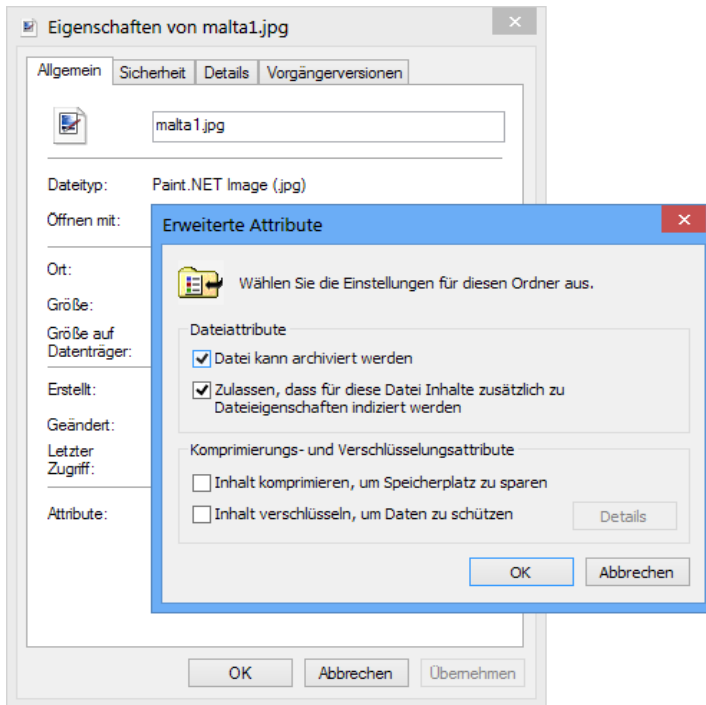 Eigenschaften von malta1.jpg
Allgemein Sicherheit Details Vorgängerversionen
malta1.jpg
Dateityp: Paint.NET Image (.jpg)
Öffnen mit:
Ort:
Größe:
Größe auf
Datenträger:
Erstellt:
Geändert:
Letzter
Zugriff:
Attribute:
Erweiterte Attribute
Wählen Sie die Einstellungen für diesen Ordner aus.
Dateiattribute
Datei kann archiviert werden
Zulassen, dass für diese Datei Inhalte zusätzlich zu
Dateieigenschaften indiziert werden
Komprimierungs- und Verschlüsselungsattribute
Inhalt komprimieren, um Speicherplatz zu sparen
Inhalt verschlüsseln, um Daten zu schützen Details
OK Abbrechen
OK Abbrechen Übernehmen